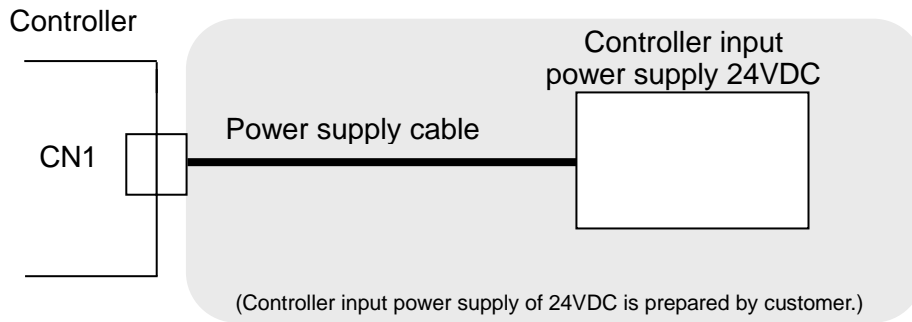 Controller
Controller input
power supply 24VDC
Power supply cable
CN1
(Controller input power supply of 24VDC is prepared by customer.)